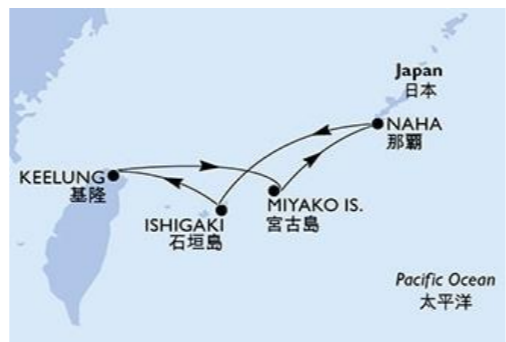 Japan
日本
NAHA
那覇
KEELUNG
基隆
MIYAKO IS.
宮古島
ISHIGAKI
石垣島
Pacific Ocean
太平洋